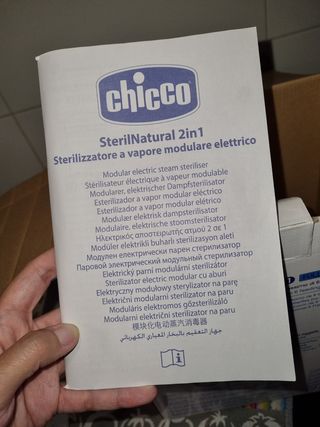 chicco
SterilNatural 2in1
Sterilizzatore a vapore modulare elettrico
Modular electric steam steriliser
Stérilisateur électrique à vapeur modulable
Modularer, elektrischer Dampfsterilisator
Esterilizador a vapor modular eléctrico
Esterilizador a vapor modular elétrico
Modulær elektrisk dampsterilisator
Modulaire, elektrische stoomsterilisator
Ηλεκτρικός αποστειρωτής ατμού 2 σε 1
Modüler elektrikli buharlı sterilizasyon aleti
Модулен електрически парен стерилизатор
Паровой электрический модульный стерилизатор
Elektrický parní modulární sterilizátor
Sterilizator electric modular cu aburi
Elektryczny modułowy sterylizator na parę
Električni modularni sterilizator na paru
Moduláris elektromos gőzsterilizáló
Modularni električni sterilizator na paru
模块化电动蒸汽消毒器
جهاز التعقيم بالبخار المعياري الكهربائي